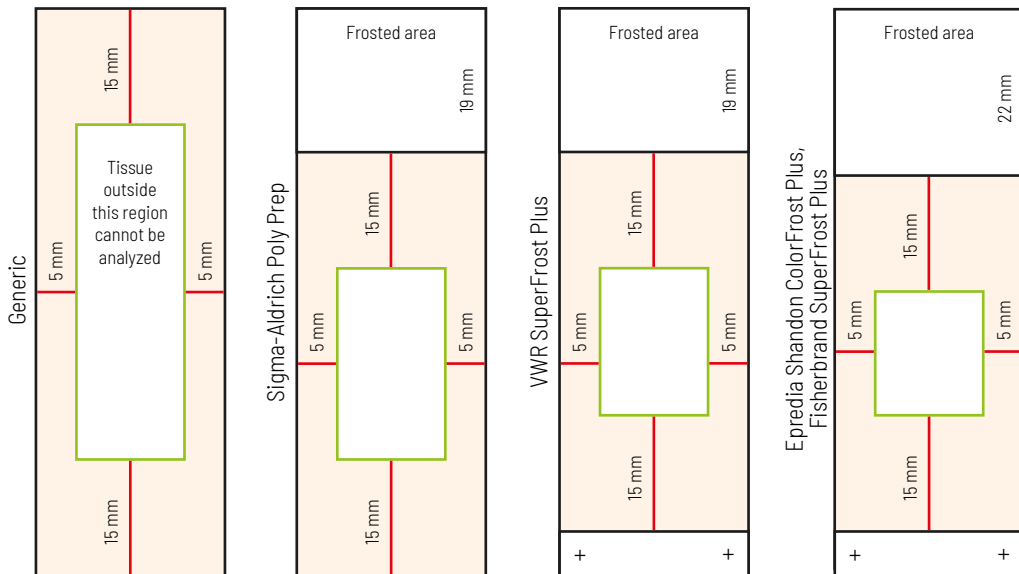 Generic
15 mm
Tissue
outside
this region
cannot be
analyzed
5 mm
5 mm
15 mm
Sigma-Aldrich Poly Prep
Frosted area
19 mm
15 mm
5 mm
5 mm
15 mm
VWR SuperFrost Plus
Frosted area
19 mm
15 mm
5 mm
5 mm
15 mm
+ +
Epredia Shandon ColorFrost Plus,
Fisherbrand SuperFrost Plus
Frosted area
22 mm
15 mm
5 mm
5 mm
15 mm
+ +